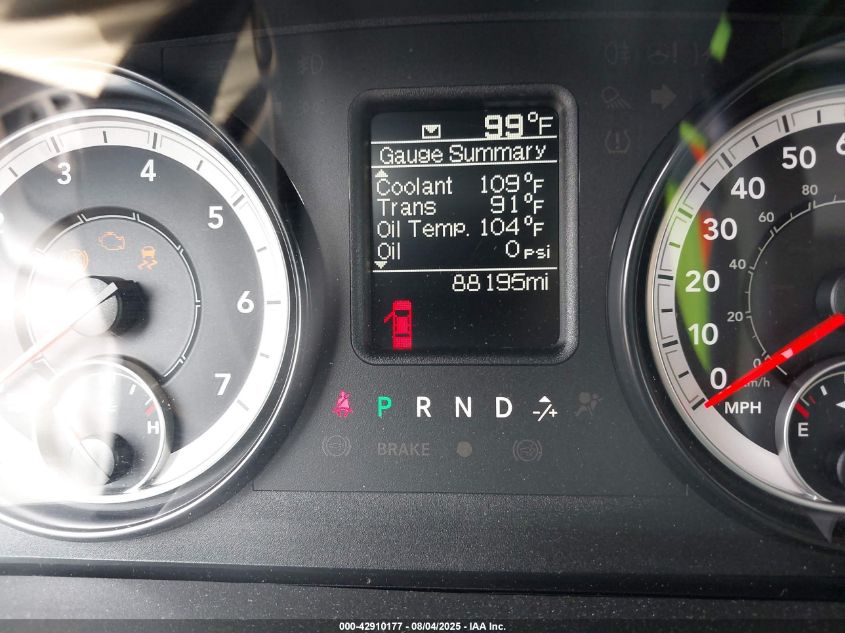 99°F
Gauge Summary
Coolant 109°F
Trans 91°F
Oil Temp. 104°F
Oil 0psi
88195mi
3 4 5 6 7
H
P R N D -/+
BRAKE
50
40
30
20
10
0
MPH
80
60
40
20
0
km/h
E
000-42910177 - 08/04/2025 - IAA Inc.